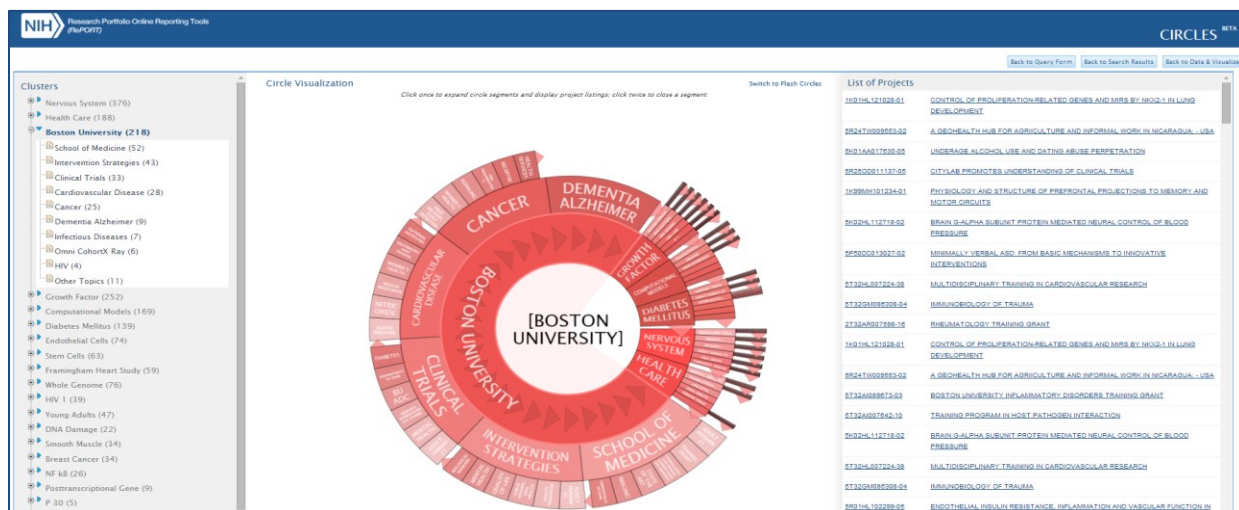 NIH
Research Portfolio Online Reporting Tools
(RePORT)
CIRCLES BETA
Back to Query Form
Back to Search Results
Back to Data & Visualize
Clusters
Nervous System (376)
Health Care (188)
Boston University (218)
School of Medicine (52)
Intervention Strategies (43)
Clinical Trials (33)
Cardiovascular Disease (28)
Cancer (25)
Dementia Alzheimer (9)
Infectious Diseases (7)
Omni CohortX Ray (6)
HIV (4)
Other Topics (11)
Growth Factor (252)
Computational Models (169)
Diabetes Mellitus (139)
Endothelial Cells (74)
Stem Cells (63)
Framingham Heart Study (59)
Whole Genome (76)
HIV 1 (39)
Young Adults (47)
DNA Damage (22)
Smooth Muscle (34)
Breast Cancer (34)
NF kB (26)
Posttranscriptional Gene (9)
P 30 (5)
Circle Visualization
Switch to Flash Circles
Click once to expand circle segments and display project listings; click twice to close a segment.
CANCER
DEMENTIA
ALZHEIMER
GROWTH
FACTOR
COMPUTATIONAL
MODELS
DIABETES
MELLITUS
NERVOUS
SYSTEM
HEALTH
CARE
SCHOOL OF
MEDICINE
INTERVENTION
STRATEGIES
CLINICAL
TRIALS
CARDIOVASCULAR
DISEASE
NITRIC
OXIDE
DIABETES
BU
ADC
BOSTON UNIVERSITY
[BOSTON
UNIVERSITY]
List of Projects
1K01HL121028-01
CONTROL OF PROLIFERATION-RELATED GENES AND MIRS BY NKX2-1 IN LUNG
DEVELOPMENT
5R24TW009553-02
A GEOHEALTH HUB FOR AGRIICULTURE AND INFORMAL WORK IN NICARAGUA: - USA
5K01AA017630-05
UNDERAGE ALCOHOL USE AND DATING ABUSE PERPETRATION
5R25OD011137-06
CITYLAB PROMOTES UNDERSTANDING OF CLINICAL TRIALS
1K99MH101234-01
PHYSIOLOGY AND STRUCTURE OF PREFRONTAL PROJECTIONS TO MEMORY AND
MOTOR CIRCUITS
5K02HL112718-02
BRAIN G-ALPHA SUBUNIT PROTEIN MEDIATED NEURAL CONTROL OF BLOOD
PRESSURE
5P50DC013027-02
MINIMALLY VERBAL ASD: FROM BASIC MECHANISMS TO INNOVATIVE
INTERVENTIONS
5T32HL007224-38
MULTIDISCIPLINARY TRAINING IN CARDIOVASCULAR RESEARCH
5T32GM086308-04
IMMUNOBIOLOGY OF TRAUMA
2T32AR007598-16
RHEUMATOLOGY TRAINING GRANT
1K01HL121028-01
CONTROL OF PROLIFERATION-RELATED GENES AND MIRS BY NKX2-1 IN LUNG
DEVELOPMENT
5R24TW009553-02
A GEOHEALTH HUB FOR AGRIICULTURE AND INFORMAL WORK IN NICARAGUA: - USA
5T32AI089673-03
BOSTON UNIVERSITY INFLAMMATORY DISORDERS TRAINING GRANT
5T32AI007642-10
TRAINING PROGRAM IN HOST PATHOGEN INTERACTION
5K02HL112718-02
BRAIN G-ALPHA SUBUNIT PROTEIN MEDIATED NEURAL CONTROL OF BLOOD
PRESSURE
5T32HL007224-38
MULTIDISCIPLINARY TRAINING IN CARDIOVASCULAR RESEARCH
5T32GM086308-04
IMMUNOBIOLOGY OF TRAUMA
5R01HL102299-05
ENDOTHELIAL INSULIN RESISTANCE, INFLAMMATION AND VASCULAR FUNCTION IN